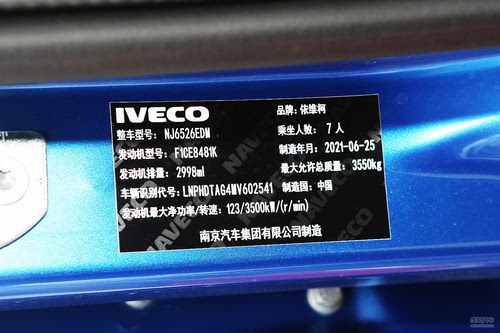 IVECO 品牌：依维柯
整车型号：NJ6526EDM 乘坐人数：7人
发动机型号：F1CE8481K 制造年月：2021-06-25
发动机排量：2998ml 最大允许总质量：3550kg
车辆识别代号：LNPHDTAG4MV602541 制造国：中国
发动机最大净功率/转速：123/3500kW/(r/min)
南京汽车集团有限公司制造
NAVECO